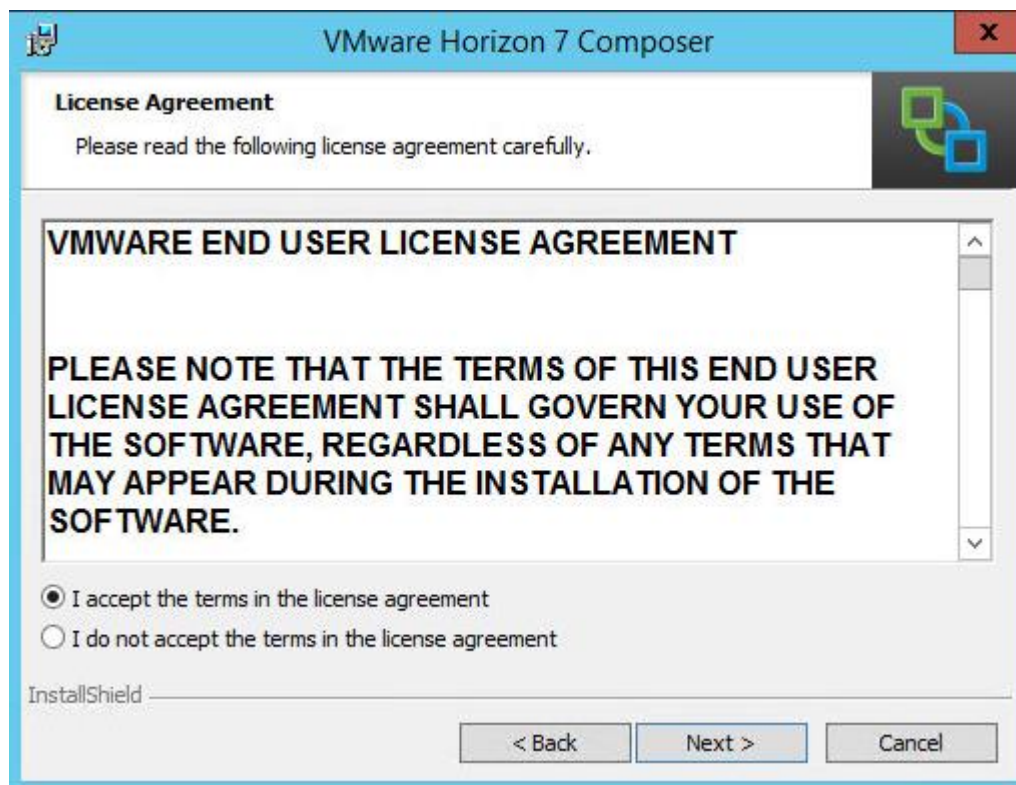 VMware Horizon 7 Composer
x
License Agreement
Please read the following license agreement carefully.
VMWARE END USER LICENSE AGREEMENT
PLEASE NOTE THAT THE TERMS OF THIS END USER
LICENSE AGREEMENT SHALL GOVERN YOUR USE OF
THE SOFTWARE, REGARDLESS OF ANY TERMS THAT
MAY APPEAR DURING THE INSTALLATION OF THE
SOFTWARE.
I accept the terms in the license agreement
I do not accept the terms in the license agreement
InstallShield
< Back
Next >
Cancel